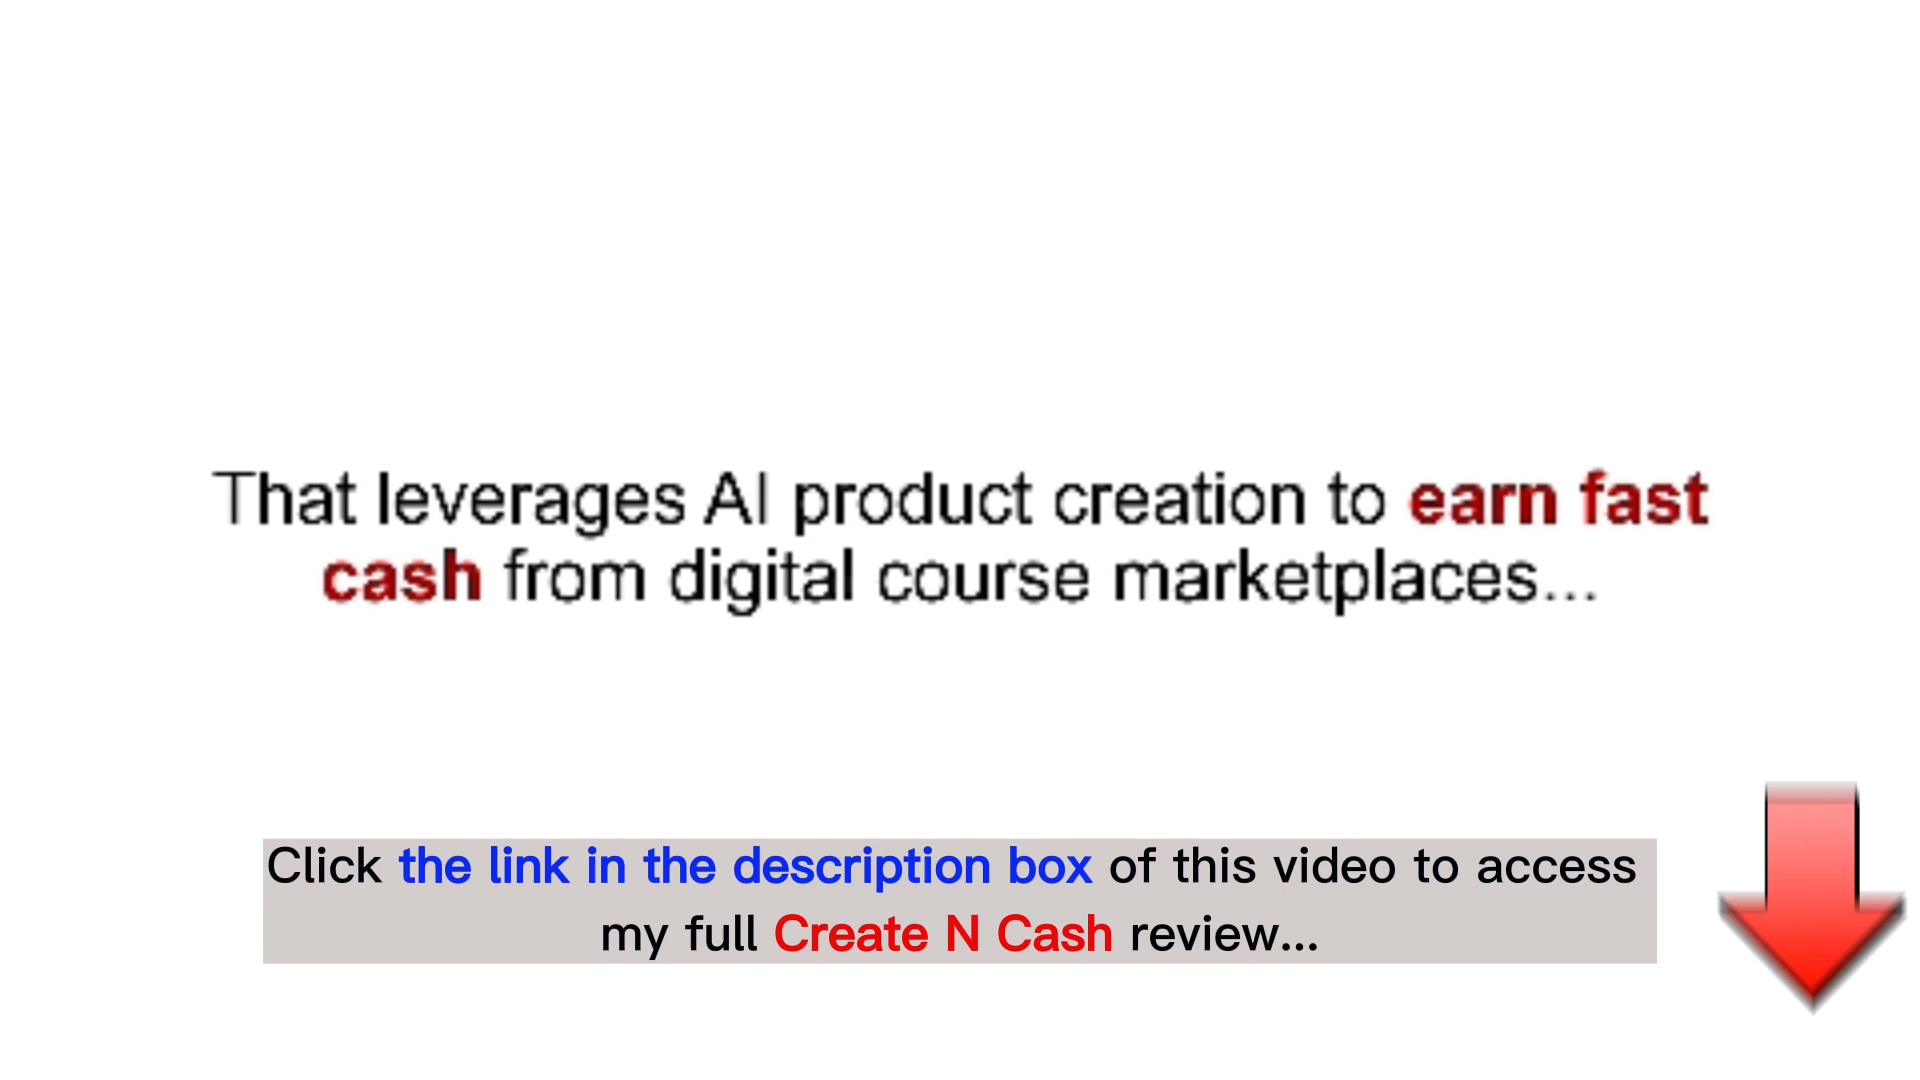 That leverages AI product creation to earn fast
cash from digital course marketplaces...
Click the link in the description box of this video to access
my full Create N Cash review...